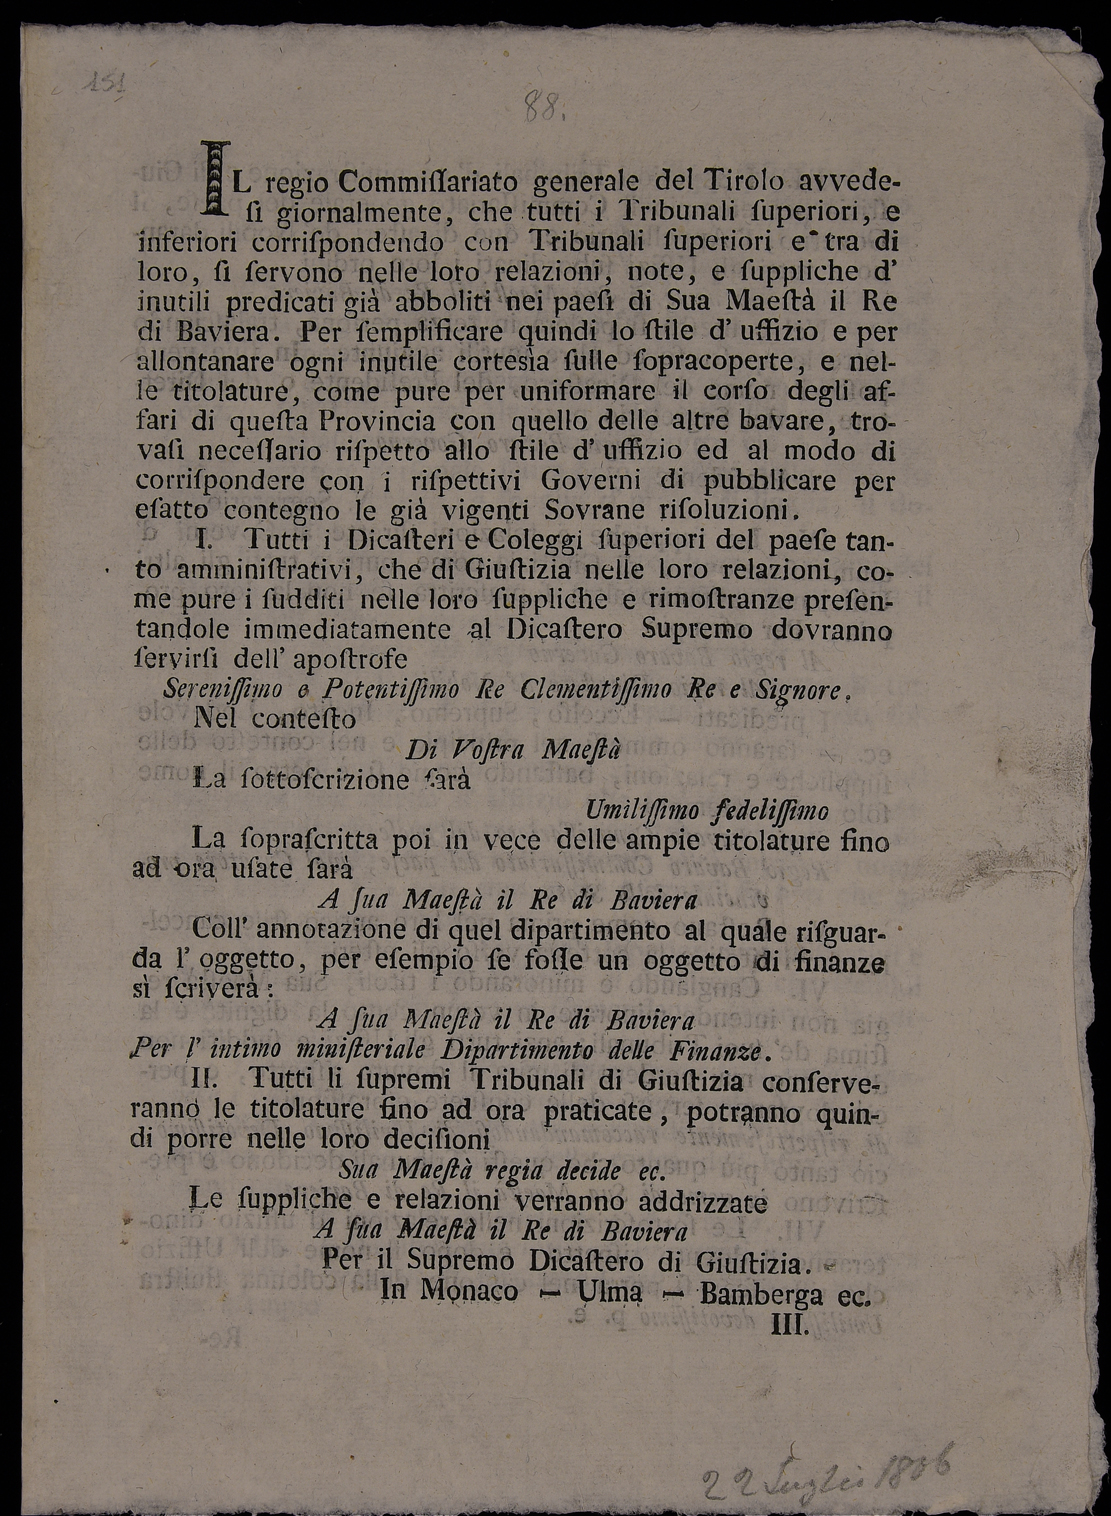 151
88.
IL regio Commiſſariato generale del Tirolo avvede-
ſi giornalmente, che tutti i Tribunali ſuperiori, e
inferiori corriſpondendo con Tribunali ſuperiori e tra di
loro, ſi ſervono nelle loro relazioni, note, e ſuppliche d'
inutili predicati già abboliti nei paeſi di Sua Maeſtà il Re
di Baviera. Per ſemplificare quindi lo ſtile d' uffizio e per
allontanare ogni inutile cortesìa ſulle ſopracoperte, e nel-
le titolature, come pure per uniformare il corſo degli af-
fari di queſta Provincia con quello delle altre bavare, tro-
vaſi neceſſario riſpetto allo ſtile d' uffizio ed al modo di
corriſpondere con i riſpettivi Governi di pubblicare per
eſatto contegno le già vigenti Sovrane riſoluzioni.
I. Tutti i Dicaſteri e Coleggi ſuperiori del paeſe tan-
to amminiſtrativi, che di Giuſtizia nelle loro relazioni, co-
me pure i ſudditi nelle loro ſuppliche e rimoſtranze preſen-
tandole immediatamente al Dicaſtero Supremo dovranno
ſervirſi dell' apoſtrofe
Sereniſſimo e Potentiſſimo Re Clementiſſimo Re e Signore.
Nel conteſto
Di Voſtra Maeſtà
La ſottoſcrizione ſarà
Umiliſſimo fedeliſſimo
La ſopraſcritta poi in vece delle ampie titolature fino
ad ora uſate ſarà
A ſua Maeſtà il Re di Baviera
Coll' annotazione di quel dipartimento al quale riſguar-
da l' oggetto, per eſempio ſe foſſe un oggetto di finanze
sì ſcriverà:
A ſua Maeſtà il Re di Baviera
Per l' intimo miniſteriale Dipartimento delle Finanze.
II. Tutti li ſupremi Tribunali di Giuſtizia conſerve-
rannò le titolature fino ad ora praticate, potranno quin-
di porre nelle loro deciſioni
Sua Maeſtà regia decide ec.
Le ſuppliche e relazioni verranno addrizzate
A ſua Maeſtà il Re di Baviera
Per il Supremo Dicaſtero di Giuſtizia.
In Monaco — Ulma — Bamberga ec.
III.
22 Luglio 1806